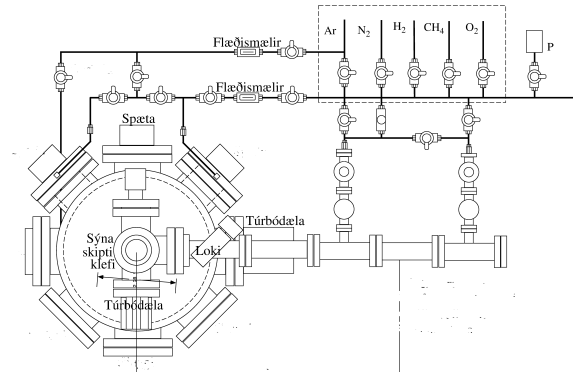 Ar
N2
H2
CH4
O2
P
Flæðismælir
Flæðismælir
Spæta
Túrbódæla
Sýna
skipti
klefi
Loki
Túrbódæla